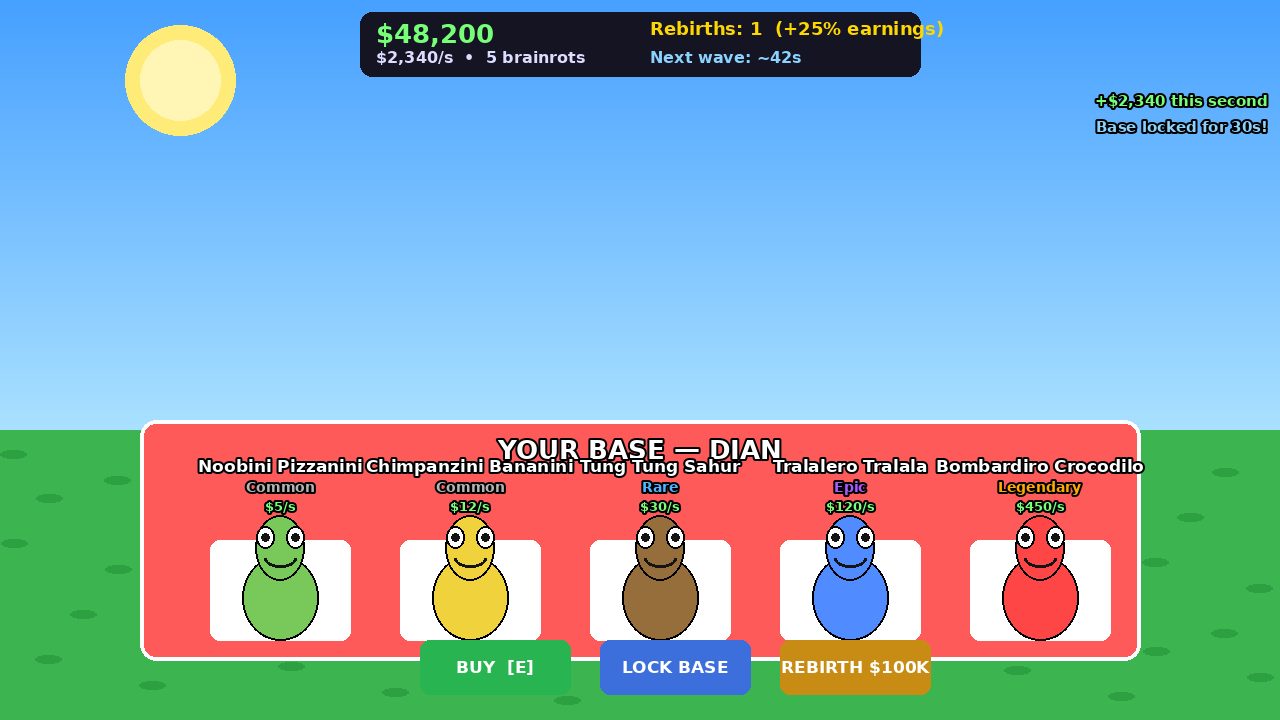 $48,200
Rebirths: 1 (+25% earnings)
$2,340/s • 5 brainrots
Next wave: ~42s
+$2,340 this second
Base locked for 30s!
YOUR BASE — DIAN
Noobini Pizzanini
Chimpanzini Bananini
Tung Tung Sahur
Tralalero Tralala
Bombardiro Crocodilo
Common
Common
Rare
Epic
Legendary
$5/s
$12/s
$30/s
$120/s
$450/s
BUY [E]
LOCK BASE
REBIRTH $100K